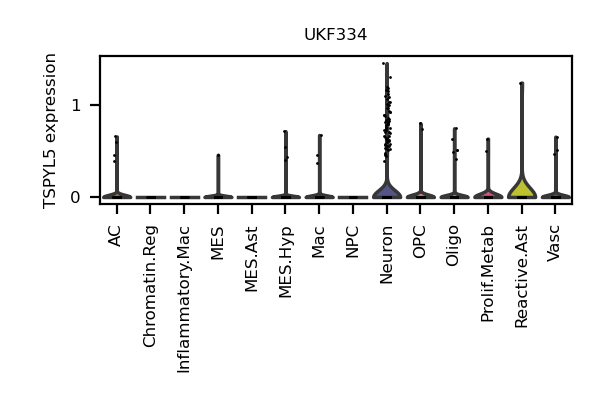 UKF334
TSPYL5 expression
1
0
AC
Chromatin.Reg
Inflammatory.Mac
MES
MES.Ast
MES.Hyp
Mac
NPC
Neuron
OPC
Oligo
Prolif.Metab
Reactive.Ast
Vasc